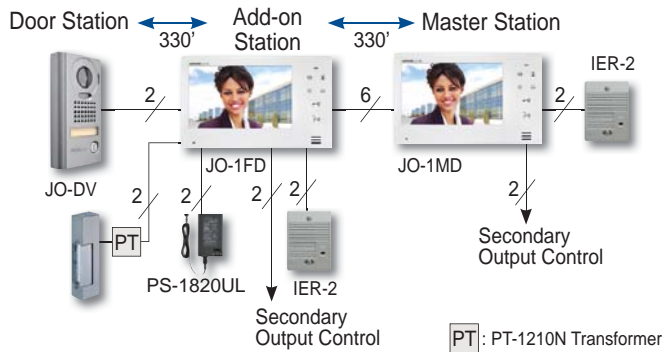 Door Station
330'
Add-on
Station
330'
Master Station
IER-2
2
6
2
JO-DV
JO-1FD
JO-1MD
2
2
2
2
2
PT
PS-1820UL
IER-2
Secondary
Output Control
Secondary
Output Control
PT : PT-1210N Transformer